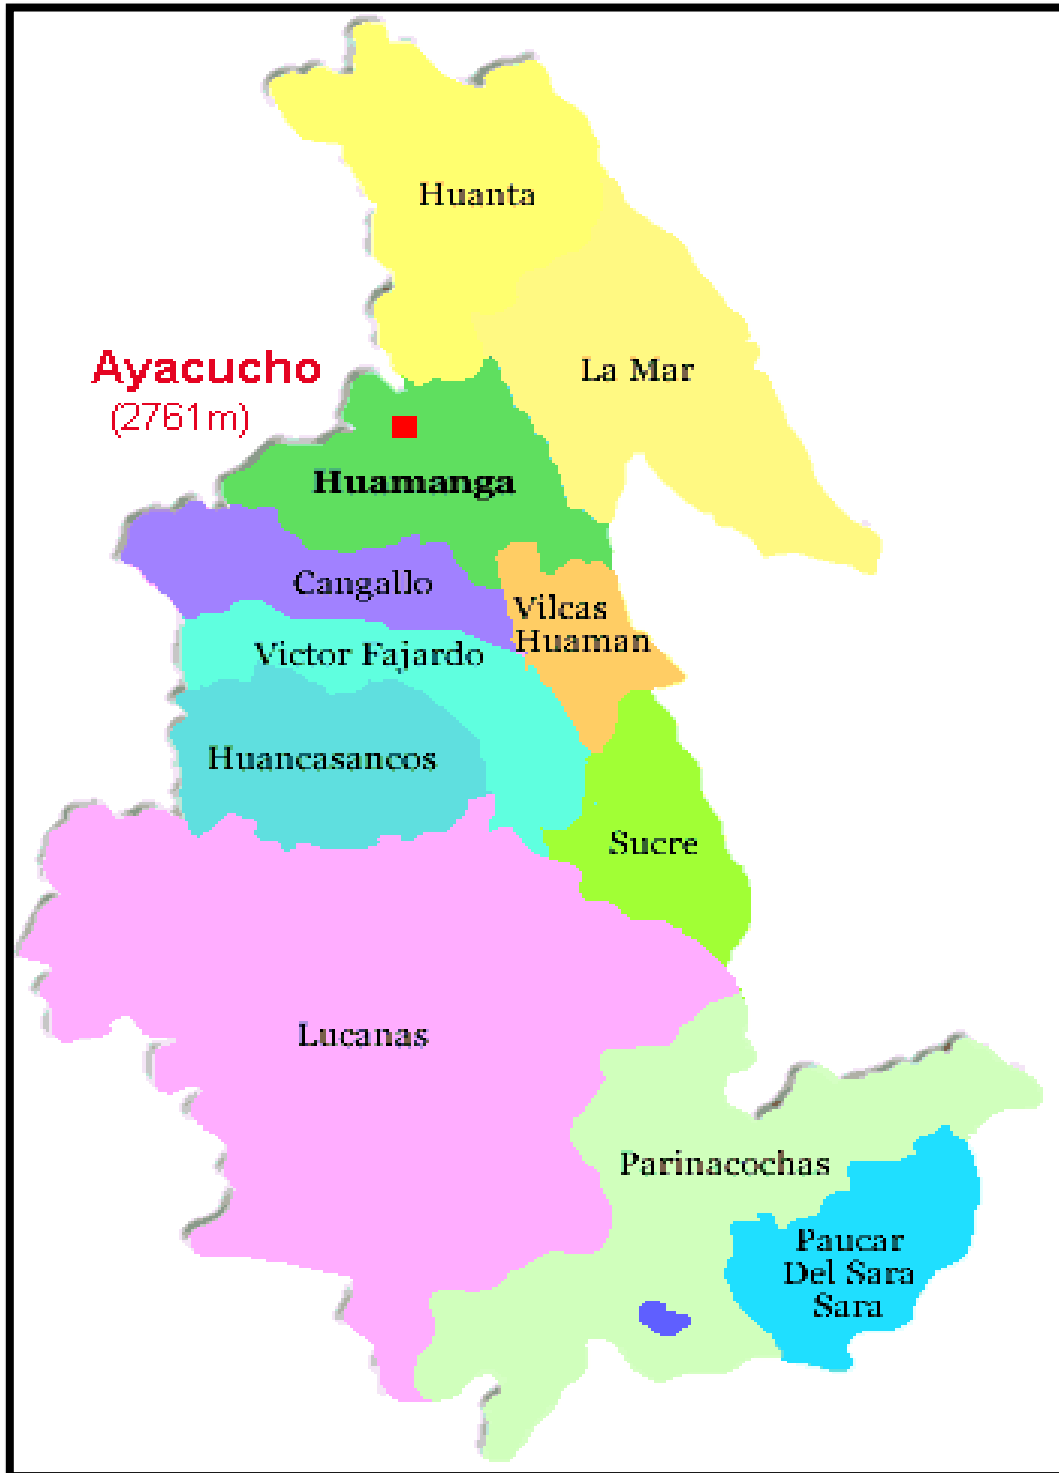 Huanta
La Mar
Ayacucho
(2761m)
Huamanga
Cangallo
Vilcas
Huaman
Victor Fajardo
Huancasancos
Sucre
Lucanas
Parinacochas
Paucar
Del Sara
Sara